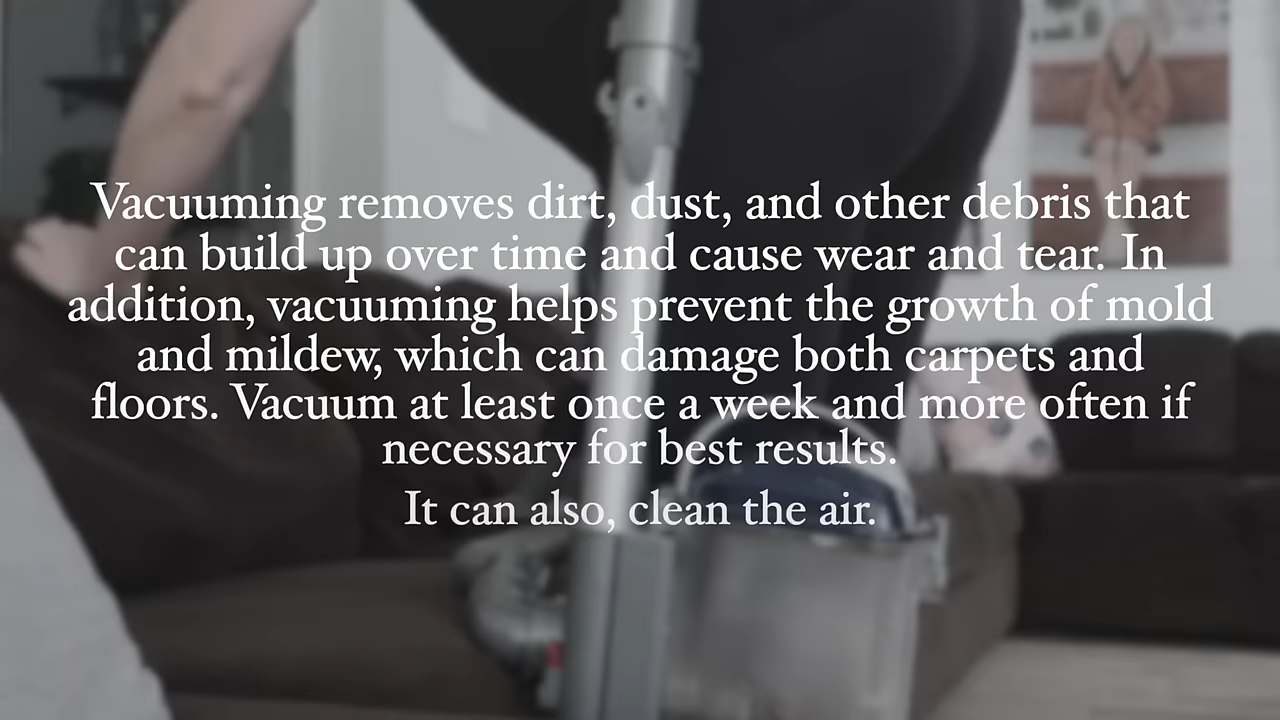 Vacuuming removes dirt, dust, and other debris that
can build up over time and cause wear and tear. In
addition, vacuuming helps prevent the growth of mold
and mildew, which can damage both carpets and
floors. Vacuum at least once a week and more often if
necessary for best results.
It can also, clean the air.